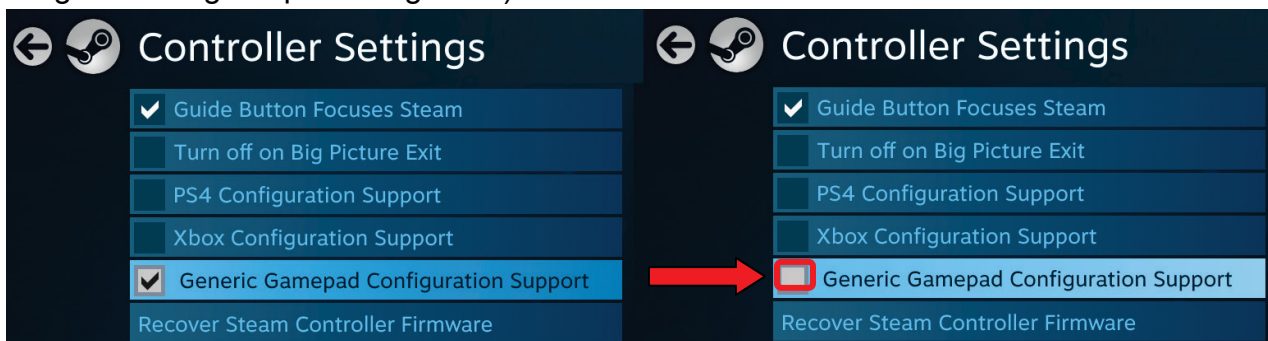 Controller Settings
Guide Button Focuses Steam
Turn off on Big Picture Exit
PS4 Configuration Support
Xbox Configuration Support
Generic Gamepad Configuration Support
Recover Steam Controller Firmware
Controller Settings
Guide Button Focuses Steam
Turn off on Big Picture Exit
PS4 Configuration Support
Xbox Configuration Support
Generic Gamepad Configuration Support
Recover Steam Controller Firmware